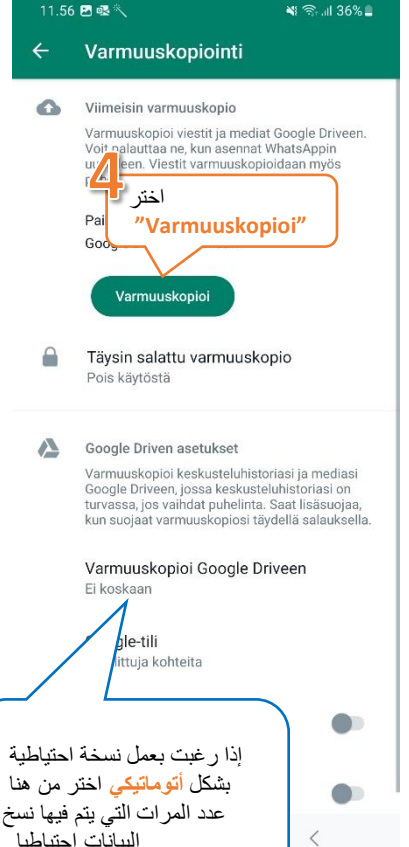 11.56
36%
Varmuuskopiointi
Viimeisin varmuuskopio
Varmuuskopioi viestit ja mediat Google Driveen.
Voit palauttaa ne, kun asennat WhatsAppin
Viestit varmuuskopioidaan myös
4
اختر
"Varmuuskopioi"
Varmuuskopioi
Täysin salattu varmuuskopio
Pois käytöstä
Google Driven asetukset
Varmuuskopioi keskusteluhistoriasi ja mediasi
Google Driveen, jossa keskusteluhistoriasi on
turvassa, jos vaihdat puhelinta. Saat lisäsuojaa,
kun suojaat varmuuskopiosi täydellä salauksella.
Varmuuskopioi Google Driveen
Ei koskaan
kohteita
إذا رغبت بعمل نسخة احتياطية
بشكل أتوماتيكي اختر من هنا
عدد المرات التي يتم فيها نسخ
البيانات احتياطيا